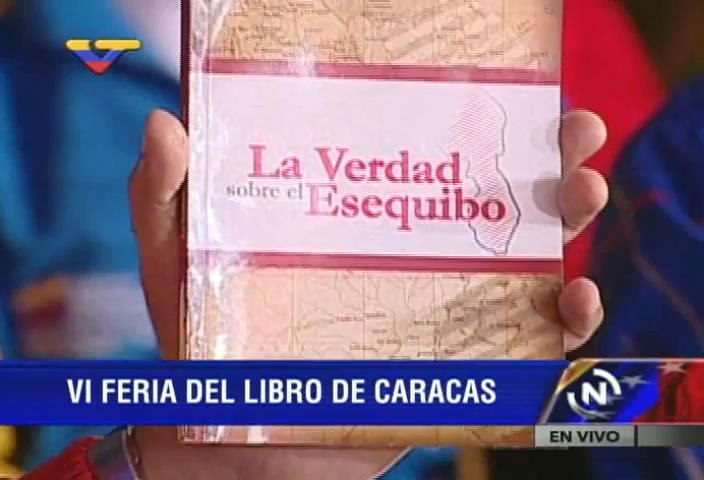 La Verdad
sobre el Esequibo
VI FERIA DEL LIBRO DE CARACAS
N
EN VIVO